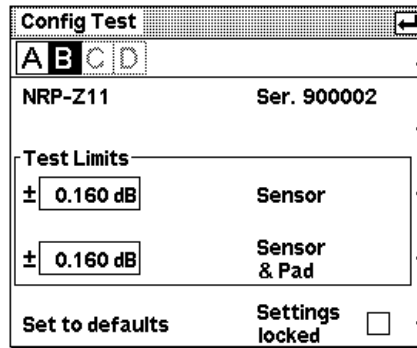 Config Test
A B C D
NRP-Z11 Ser. 900002
Test Limits
± 0.160 dB Sensor
± 0.160 dB Sensor
& Pad
Set to defaults Settings
locked